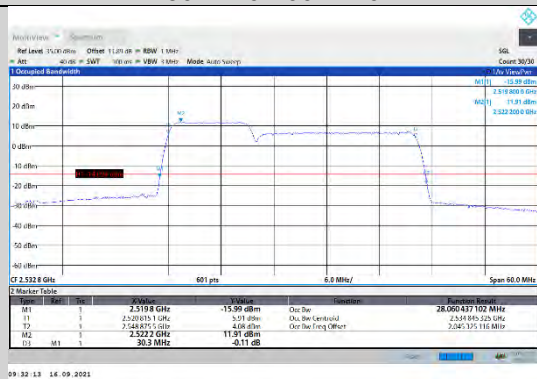 MultiView Spectrum
Ref Level 35.00 dBm Offset 11.89 dB RBW 1 MHz SGL
Att 40 dB SWT 100 ms VBW 3 MHz Mode Auto Sweep Count 30/30
1 Occupied Bandwidth
M1[1] -15.99 dBm
2.519 800 0 GHz
M2[1] 11.91 dBm
2.522 200 0 GHz
30 dBm
20 dBm
10 dBm
0 dBm
-10 dBm
-20 dBm
-30 dBm
-40 dBm
-50 dBm
-60 dBm
M2
CF 2.532 8 GHz 601 pts 6.0 MHz/ Span 60.0 MHz
2 Marker Table
Type Ref Trc X-Value Y-Value Function Function Result
M1 1 2.519 8 GHz -15.99 dBm Occ Bw 28.060 437 102 MHz
T1 1 2.520 815 1 GHz 5.91 dBm Occ Bw Centroid 2.534 845 325 GHz
T2 1 2.548 875 5 GHz 4.08 dBm Occ Bw Freq Offset 2.045 325 116 MHz
M2 1 2.522 2 GHz 11.91 dBm
D3 M1 1 30.3 MHz -0.11 dB
09:32:13 16.09.2021